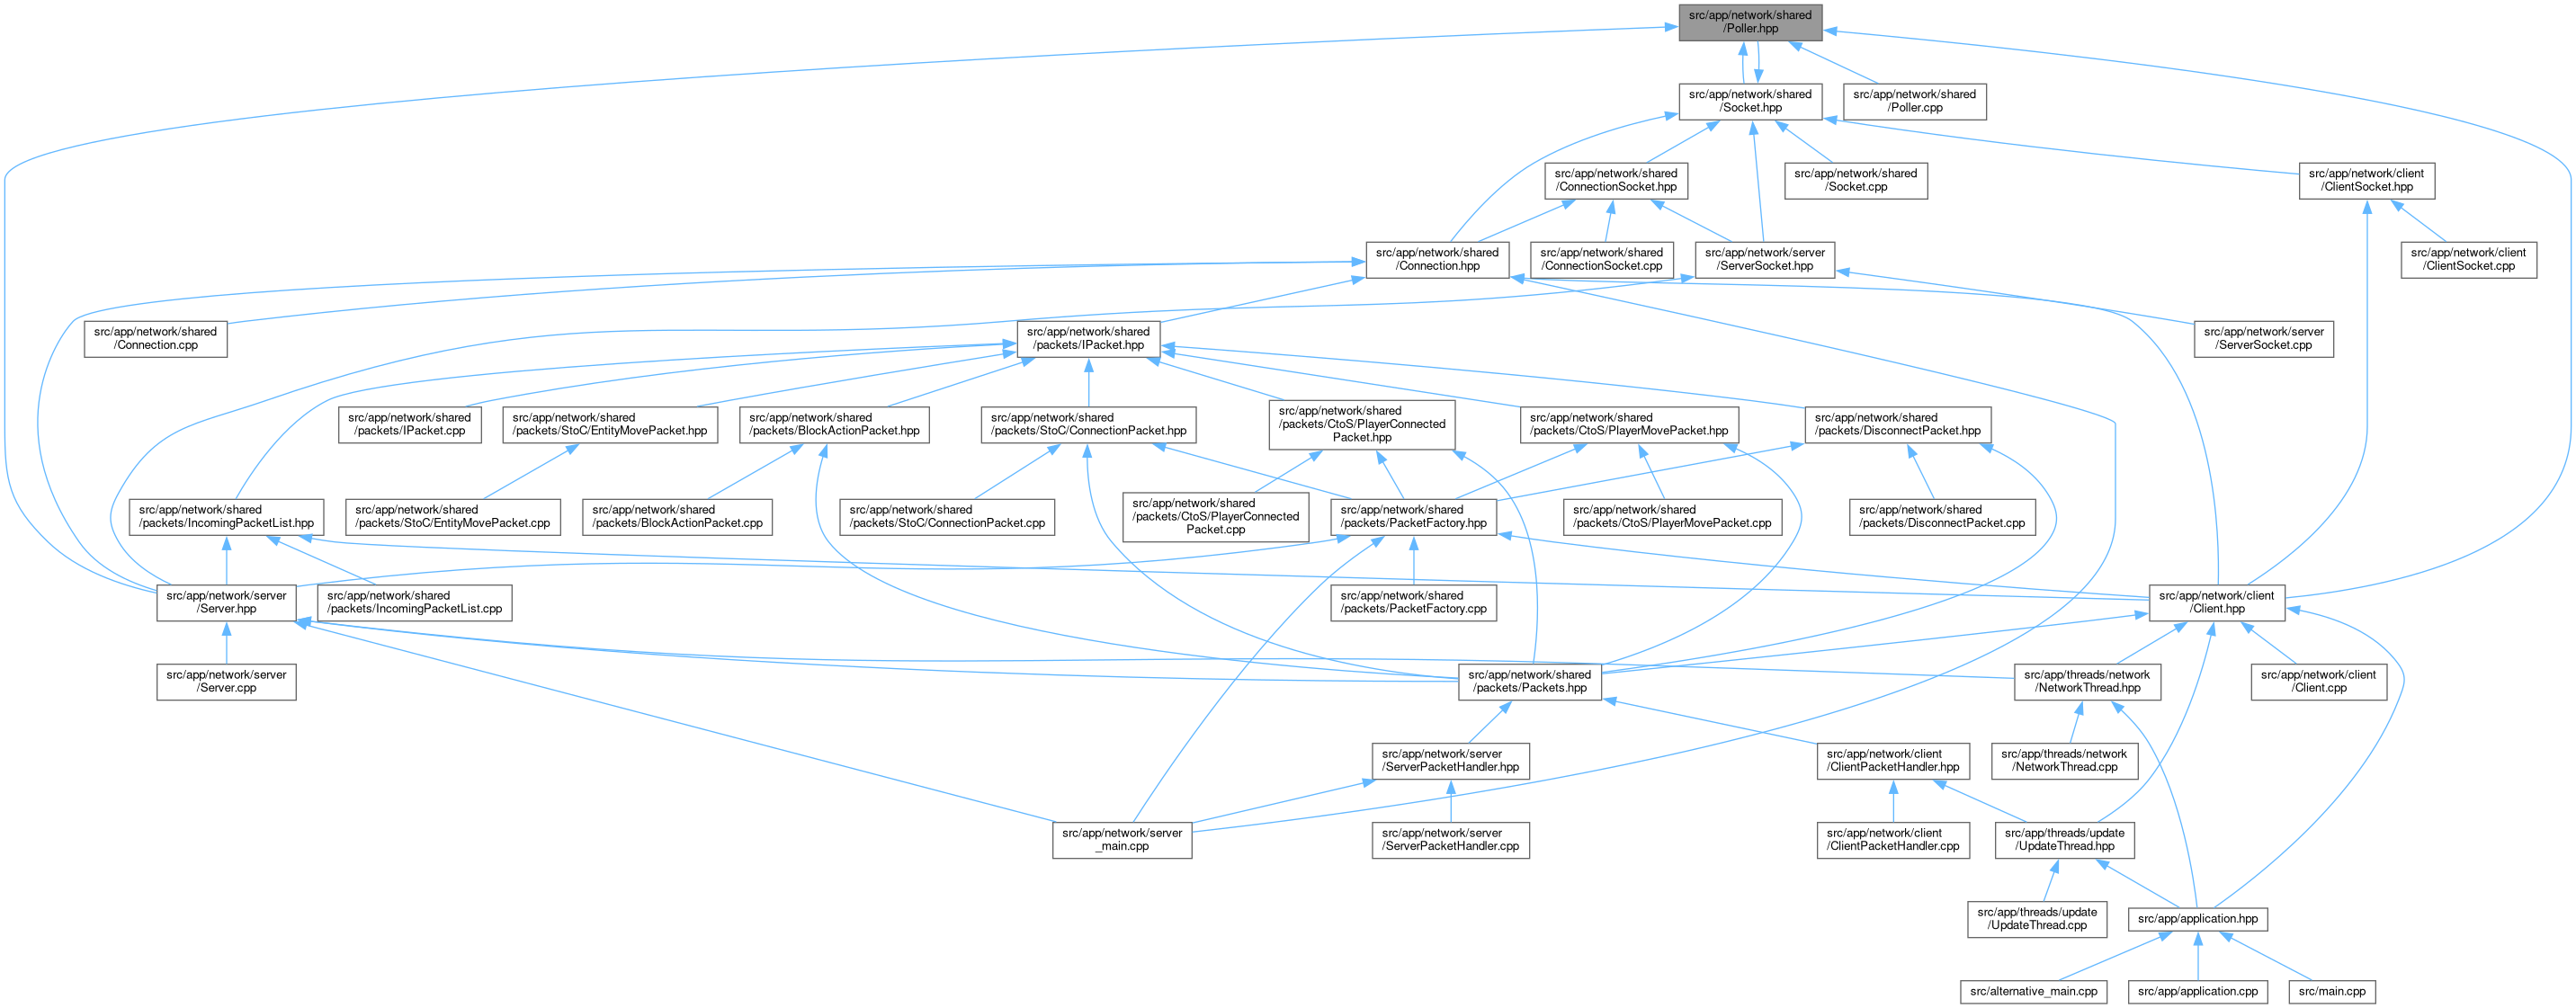 src/app/network/shared
/Poller.hpp
src/app/network/shared
/Socket.hpp
src/app/network/shared
/Poller.cpp
src/app/network/shared
/ConnectionSocket.hpp
src/app/network/shared
/Socket.cpp
src/app/network/client
/ClientSocket.hpp
src/app/network/shared
/Connection.hpp
src/app/network/shared
/ConnectionSocket.cpp
src/app/network/server
/ServerSocket.hpp
src/app/network/client
/ClientSocket.cpp
src/app/network/shared
/Connection.cpp
src/app/network/shared
/packets/IPacket.hpp
src/app/network/server
/ServerSocket.cpp
src/app/network/shared
/packets/IPacket.cpp
src/app/network/shared
/packets/StoC/EntityMovePacket.hpp
src/app/network/shared
/packets/BlockActionPacket.hpp
src/app/network/shared
/packets/StoC/ConnectionPacket.hpp
src/app/network/shared
/packets/CtoS/PlayerConnected
Packet.hpp
src/app/network/shared
/packets/CtoS/PlayerMovePacket.hpp
src/app/network/shared
/packets/DisconnectPacket.hpp
src/app/network/shared
/packets/IncomingPacketList.hpp
src/app/network/shared
/packets/StoC/EntityMovePacket.cpp
src/app/network/shared
/packets/BlockActionPacket.cpp
src/app/network/shared
/packets/StoC/ConnectionPacket.cpp
src/app/network/shared
/packets/CtoS/PlayerConnected
Packet.cpp
src/app/network/shared
/packets/PacketFactory.hpp
src/app/network/shared
/packets/CtoS/PlayerMovePacket.cpp
src/app/network/shared
/packets/DisconnectPacket.cpp
src/app/network/server
/Server.hpp
src/app/network/shared
/packets/IncomingPacketList.cpp
src/app/network/shared
/packets/PacketFactory.cpp
src/app/network/client
/Client.hpp
src/app/network/server
/Server.cpp
src/app/network/shared
/packets/Packets.hpp
src/app/threads/network
/NetworkThread.hpp
src/app/network/client
/Client.cpp
src/app/network/server
/ServerPacketHandler.hpp
src/app/network/client
/ClientPacketHandler.hpp
src/app/threads/network
/NetworkThread.cpp
src/app/network/server
_main.cpp
src/app/network/server
/ServerPacketHandler.cpp
src/app/network/client
/ClientPacketHandler.cpp
src/app/threads/update
/UpdateThread.hpp
src/app/threads/update
/UpdateThread.cpp
src/app/application.hpp
src/alternative_main.cpp
src/app/application.cpp
src/main.cpp